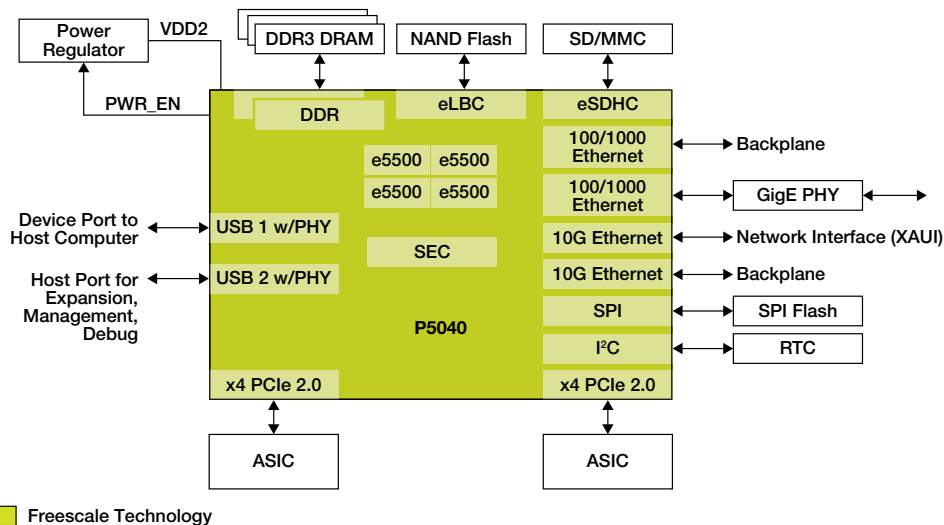 Power
Regulator
VDD2
PWR_EN
DDR3 DRAM
NAND Flash
SD/MMC
DDR
eLBC
eSDHC
100/1000
Ethernet
Backplane
e5500
e5500
e5500
e5500
100/1000
Ethernet
GigE PHY
Device Port to
Host Computer
USB 1 w/PHY
SEC
10G Ethernet
Network Interface (XAUI)
Host Port for
Expansion,
Management,
Debug
USB 2 w/PHY
10G Ethernet
Backplane
P5040
SPI
SPI Flash
I²C
RTC
x4 PCIe 2.0
x4 PCIe 2.0
ASIC
ASIC
Freescale Technology